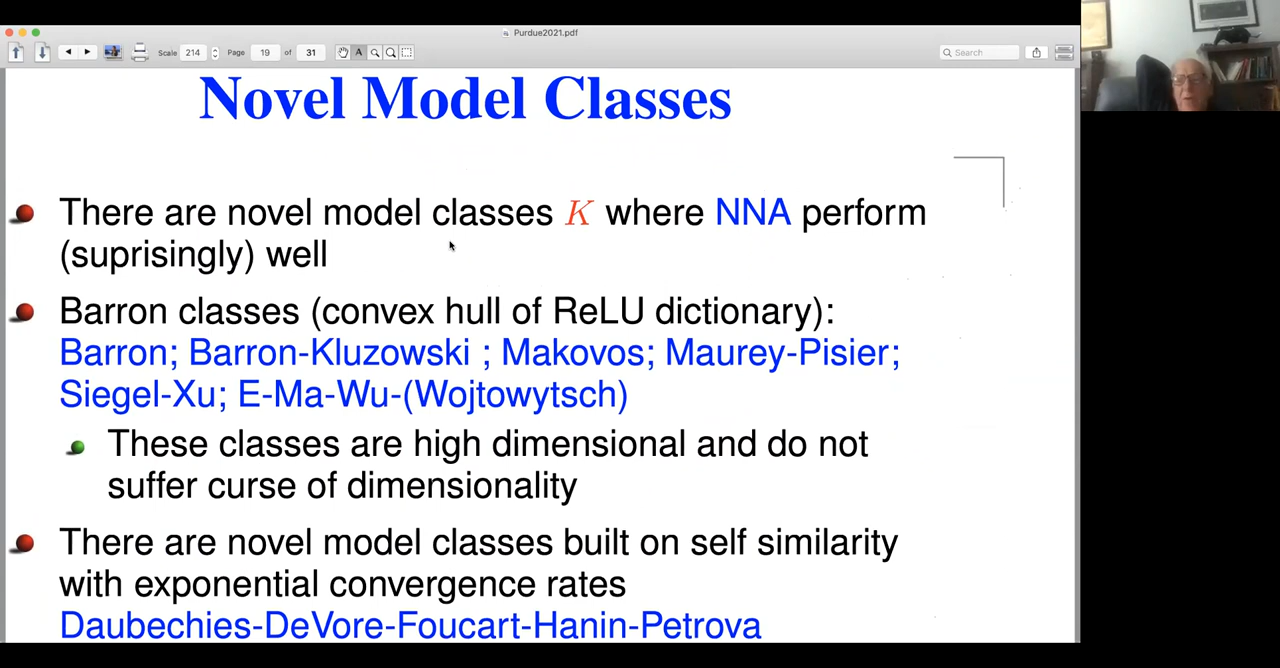 Purdue2021.pdf
Scale 214 Page 19 of 31 A Search
Novel Model Classes
There are novel model classes K where NNA perform
(suprisingly) well
Barron classes (convex hull of ReLU dictionary):
Barron; Barron-Kluzowski ; Makovos; Maurey-Pisier;
Siegel-Xu; E-Ma-Wu-(Wojtowytsch)
These classes are high dimensional and do not
suffer curse of dimensionality
There are novel model classes built on self similarity
with exponential convergence rates
Daubechies-DeVore-Foucart-Hanin-Petrova